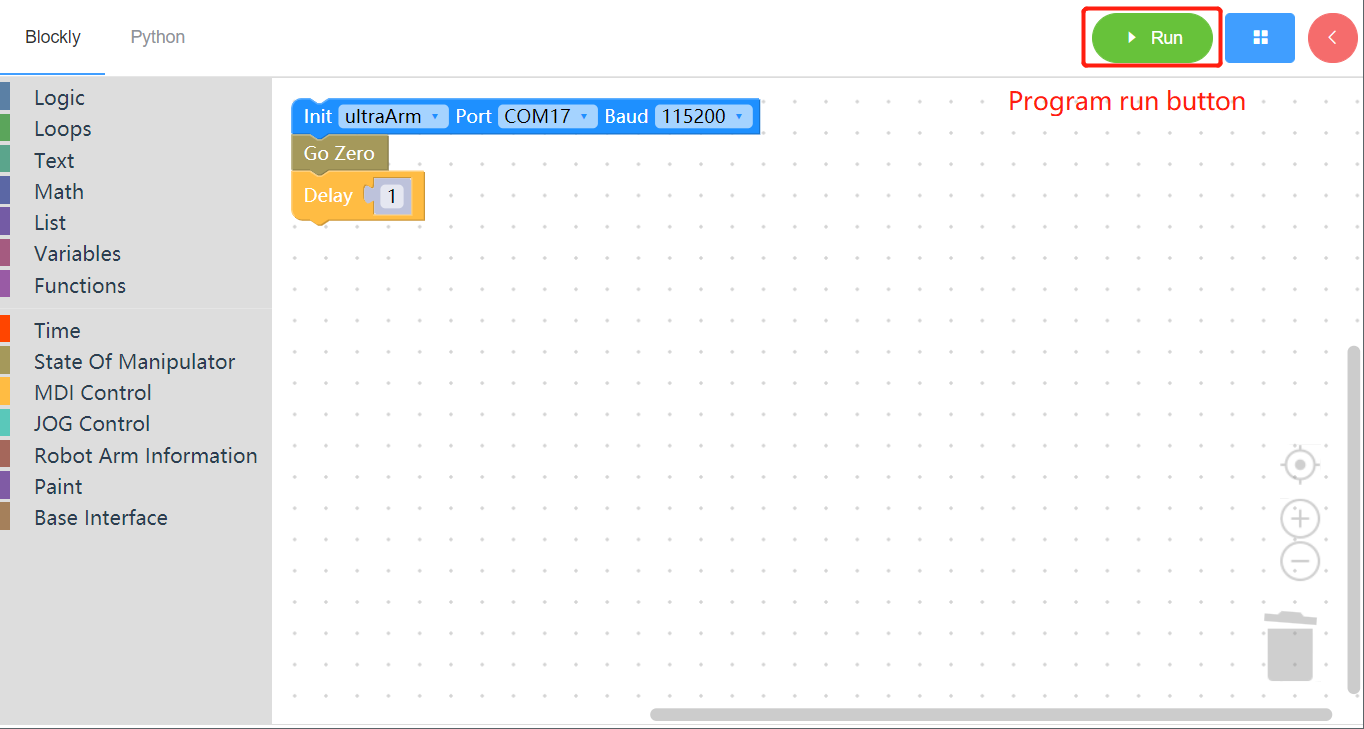 Blockly Python Run
Program run button
Logic
Loops
Text
Math
List
Variables
Functions
Time
State Of Manipulator
MDI Control
JOG Control
Robot Arm Information
Paint
Base Interface
Init ultraArm Port COM17 Baud 115200
Go Zero
Delay 1